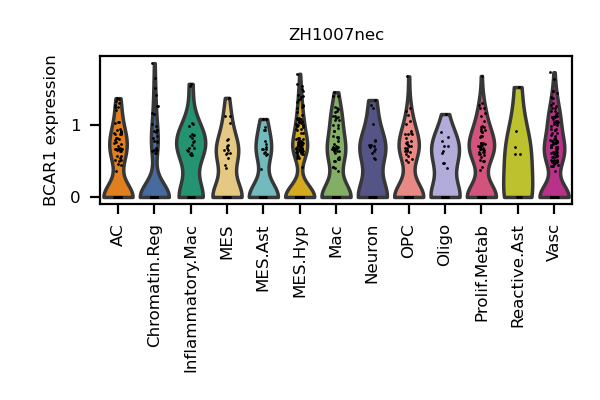 ZH1007nec
BCAR1 expression
1
0
AC
Chromatin.Reg
Inflammatory.Mac
MES
MES.Ast
MES.Hyp
Mac
Neuron
OPC
Oligo
Prolif.Metab
Reactive.Ast
Vasc